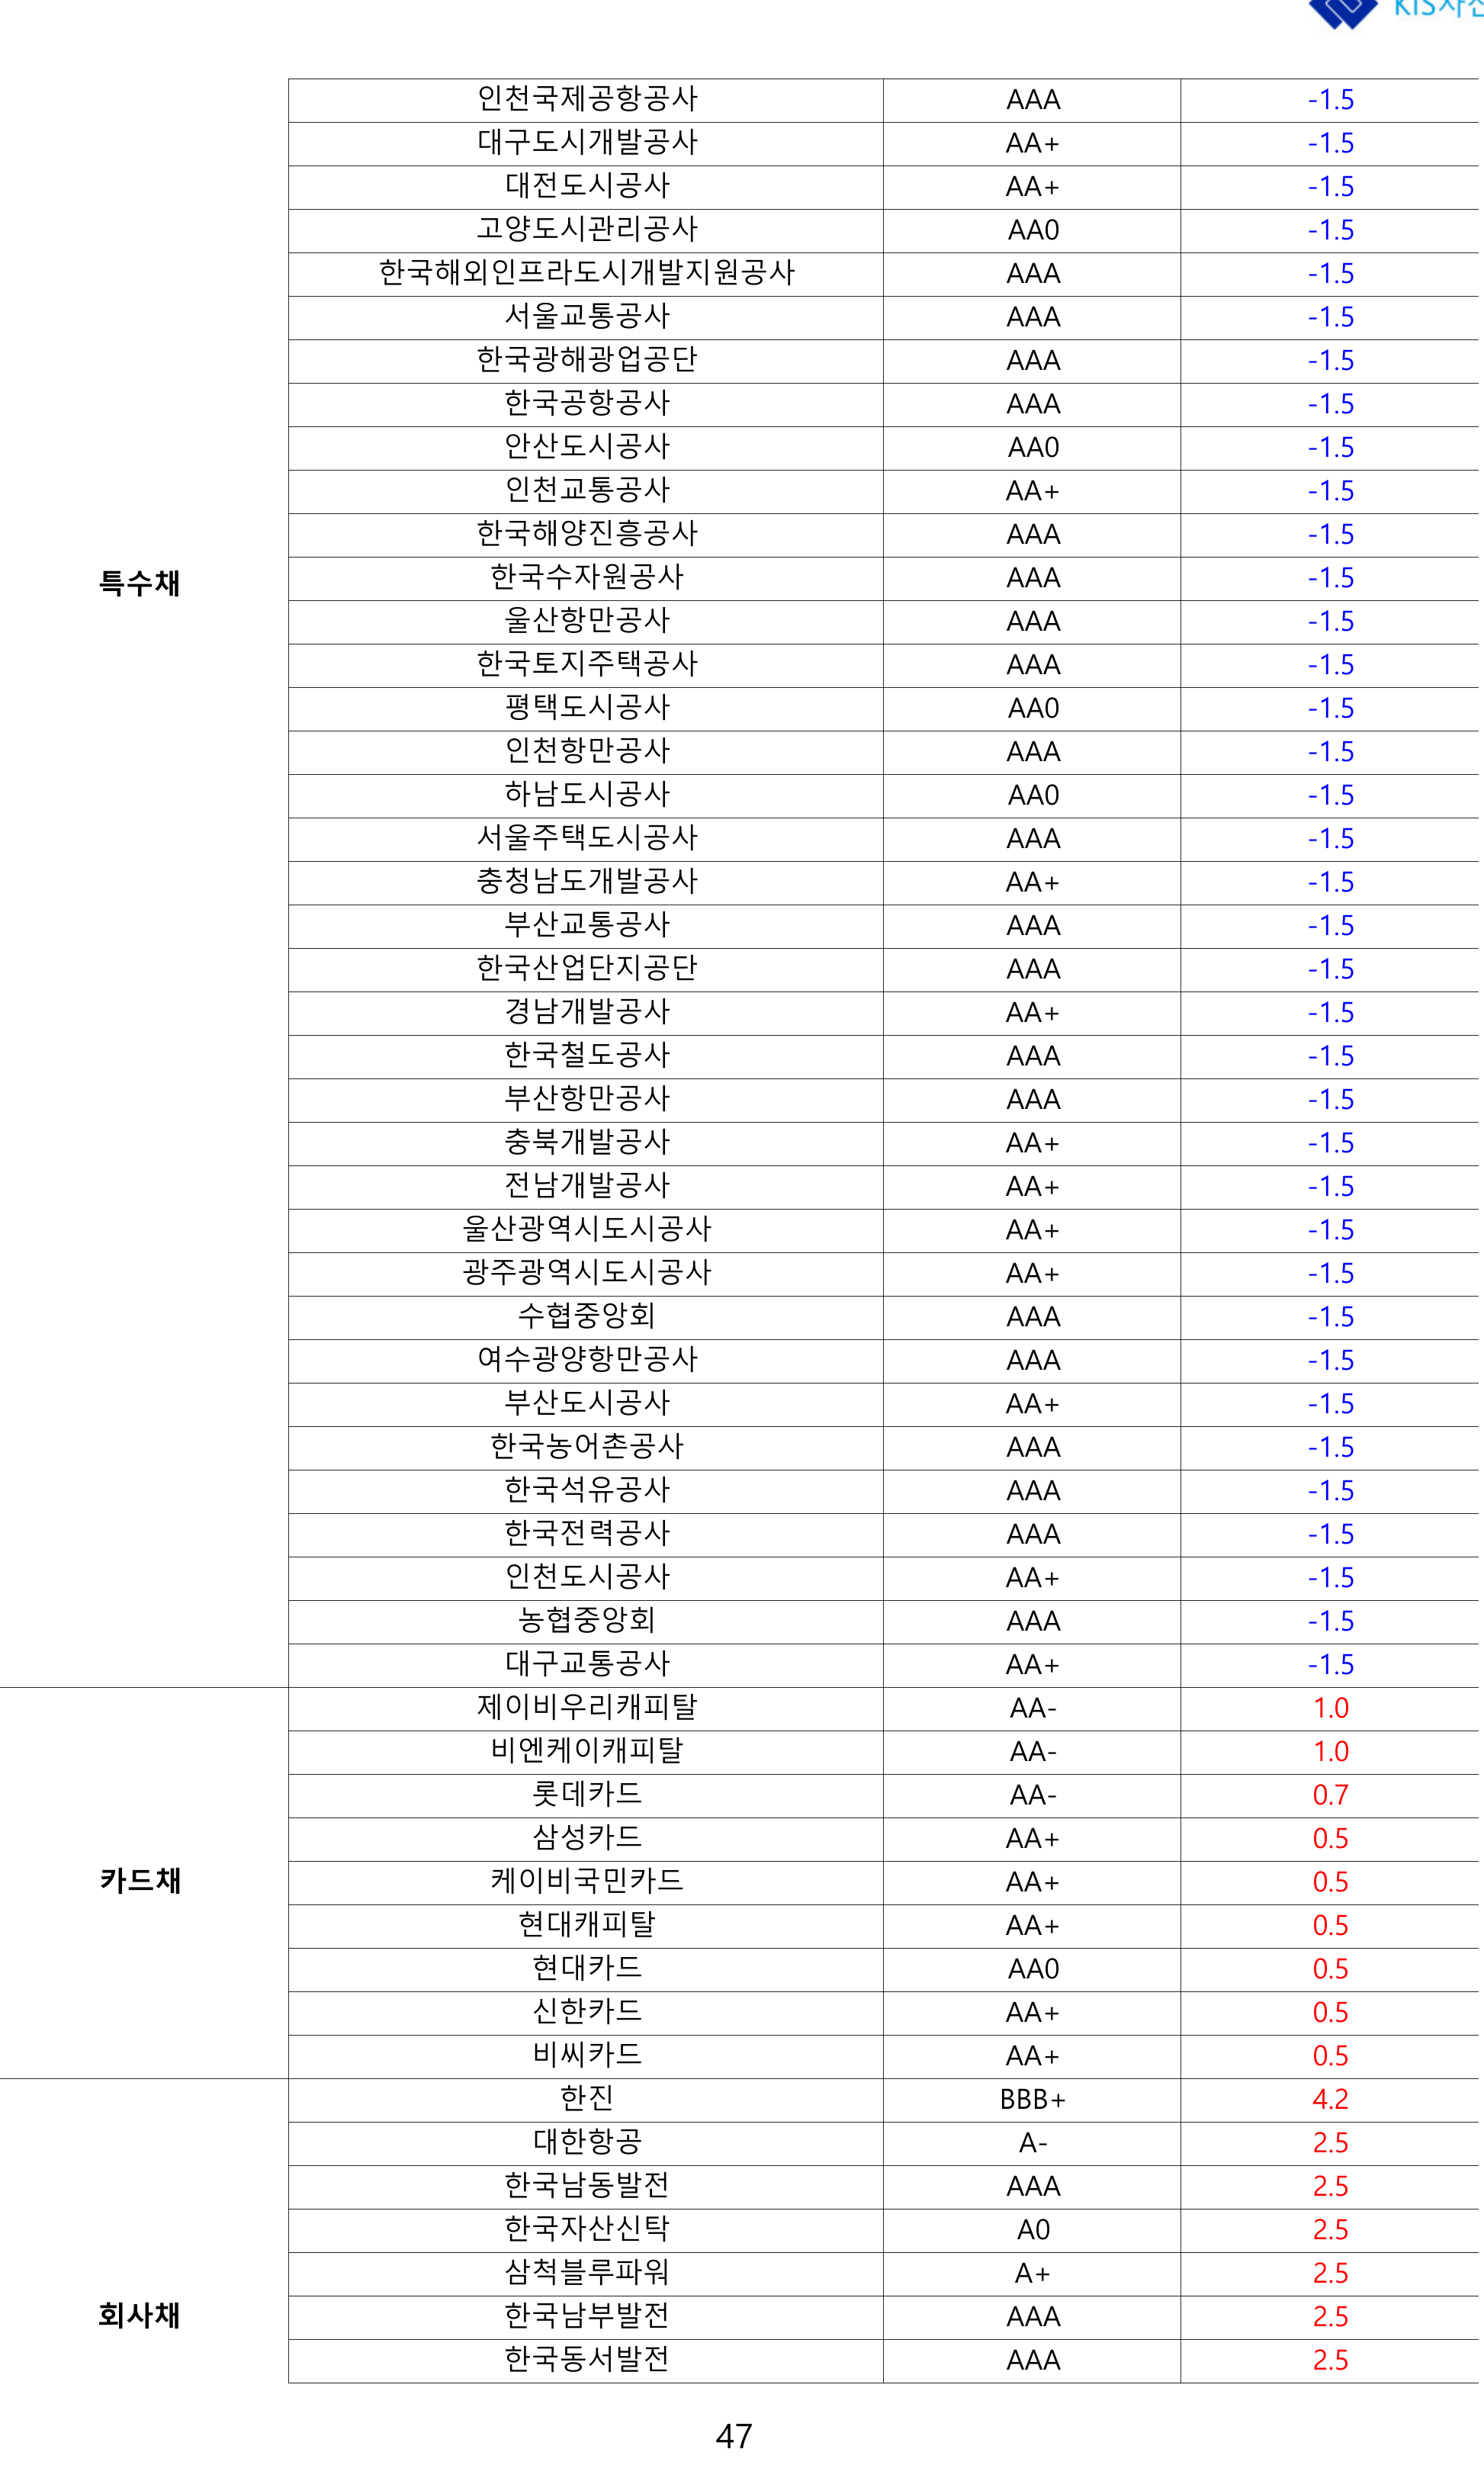 인천국제공항공사 AAA -1.5
대구도시개발공사 AA+ -1.5
대전도시공사 AA+ -1.5
고양도시관리공사 AA0 -1.5
한국해외인프라도시개발지원공사 AAA -1.5
서울교통공사 AAA -1.5
한국광해광업공단 AAA -1.5
한국공항공사 AAA -1.5
안산도시공사 AA0 -1.5
인천교통공사 AA+ -1.5
한국해양진흥공사 AAA -1.5
특수채 한국수자원공사 AAA -1.5
울산항만공사 AAA -1.5
한국토지주택공사 AAA -1.5
평택도시공사 AA0 -1.5
인천항만공사 AAA -1.5
하남도시공사 AA0 -1.5
서울주택도시공사 AAA -1.5
충청남도개발공사 AA+ -1.5
부산교통공사 AAA -1.5
한국산업단지공단 AAA -1.5
경남개발공사 AA+ -1.5
한국철도공사 AAA -1.5
부산항만공사 AAA -1.5
충북개발공사 AA+ -1.5
전남개발공사 AA+ -1.5
울산광역시도시공사 AA+ -1.5
광주광역시도시공사 AA+ -1.5
수협중앙회 AAA -1.5
여수광양항만공사 AAA -1.5
부산도시공사 AA+ -1.5
한국농어촌공사 AAA -1.5
한국석유공사 AAA -1.5
한국전력공사 AAA -1.5
인천도시공사 AA+ -1.5
농협중앙회 AAA -1.5
대구교통공사 AA+ -1.5
제이비우리캐피탈 AA- 1.0
비엔케이캐피탈 AA- 1.0
롯데카드 AA- 0.7
삼성카드 AA+ 0.5
카드채 케이비국민카드 AA+ 0.5
현대캐피탈 AA+ 0.5
현대카드 AA0 0.5
신한카드 AA+ 0.5
비씨카드 AA+ 0.5
한진 BBB+ 4.2
대한항공 A- 2.5
한국남동발전 AAA 2.5
한국자산신탁 A0 2.5
삼척블루파워 A+ 2.5
회사채 한국남부발전 AAA 2.5
한국동서발전 AAA 2.5
47